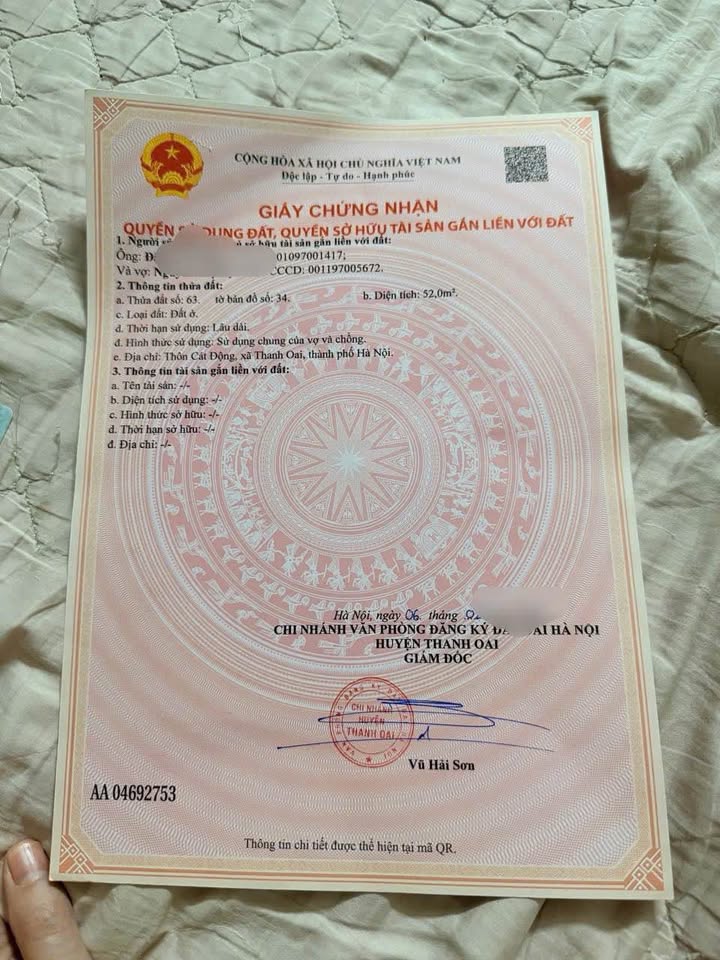 CỘNG HÒA XÃ HỘI CHỦ NGHĨA VIỆT NAM
Độc lập - Tự do - Hạnh phúc
GIẤY CHỨNG NHẬN
QUYỀN DỤNG ĐẤT, QUYỀN SỞ HỮU TÀI SẢN GẮN LIỀN VỚI ĐẤT
1. Người sở hữu tài sản gắn liền với đất:
Ông: 01097001417;
Và vợ: CCCD: 001197005672.
2. Thông tin thửa đất:
a. Thửa đất số: 63. tờ bản đồ số: 34. b. Diện tích: 52,0m².
c. Loại đất: Đất ở.
d. Thời hạn sử dụng: Lâu dài.
đ. Hình thức sử dụng: Sử dụng chung của vợ và chồng.
e. Địa chỉ: Thôn Cát Động, xã Thanh Oai, thành phố Hà Nội.
3. Thông tin tài sản gắn liền với đất:
a. Tên tài sản: -/-
b. Diện tích sử dụng: -/-
c. Hình thức sở hữu: -/-
d. Thời hạn sở hữu: -/-
đ. Địa chỉ: -/-
Hà Nội, ngày 06 tháng
CHI NHÁNH VĂN PHÒNG ĐĂNG KÝ HÀ NỘI
HUYỆN THANH OAI
GIÁM ĐỐC
CHI NHÁNH
HUYỆN
THANH OAI
Vũ Hải Sơn
AA 04692753
Thông tin chi tiết được thể hiện tại mã QR.